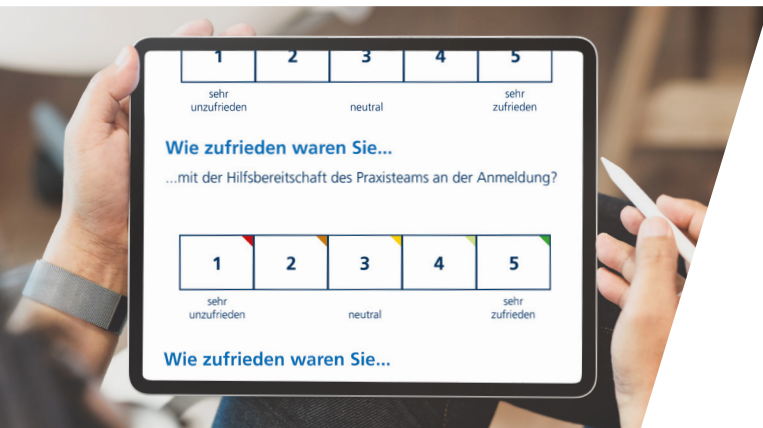 1 2 3 4 5
sehr unzufrieden neutral sehr zufrieden
Wie zufrieden waren Sie...
...mit der Hilfsbereitschaft des Praxisteams an der Anmeldung?
1 2 3 4 5
sehr unzufrieden neutral sehr zufrieden
Wie zufrieden waren Sie...